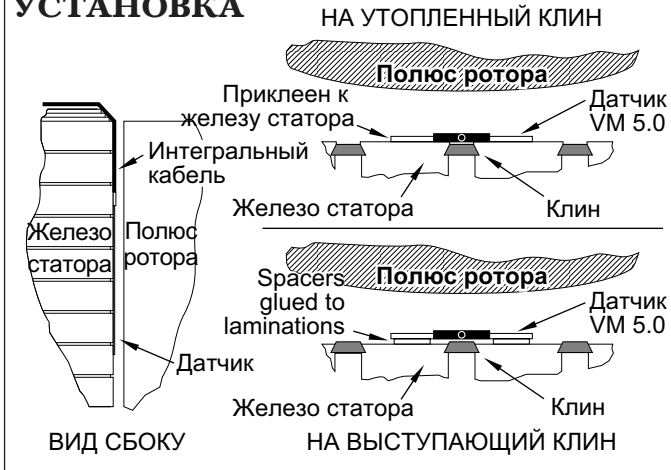 УСТАНОВКА
НА УТОПЛЕННЫЙ КЛИН
Полюс ротора
Приклеен к
железу статора
Датчик
VM 5.0
Железо статора
Клин
Интегральный
кабель
Железо
статора
Полюс
ротора
Датчик
ВИД СБОКУ
Полюс ротора
Spacers
glued to
laminations
Датчик
VM 5.0
Железо статора
Клин
НА ВЫСТУПАЮЩИЙ КЛИН